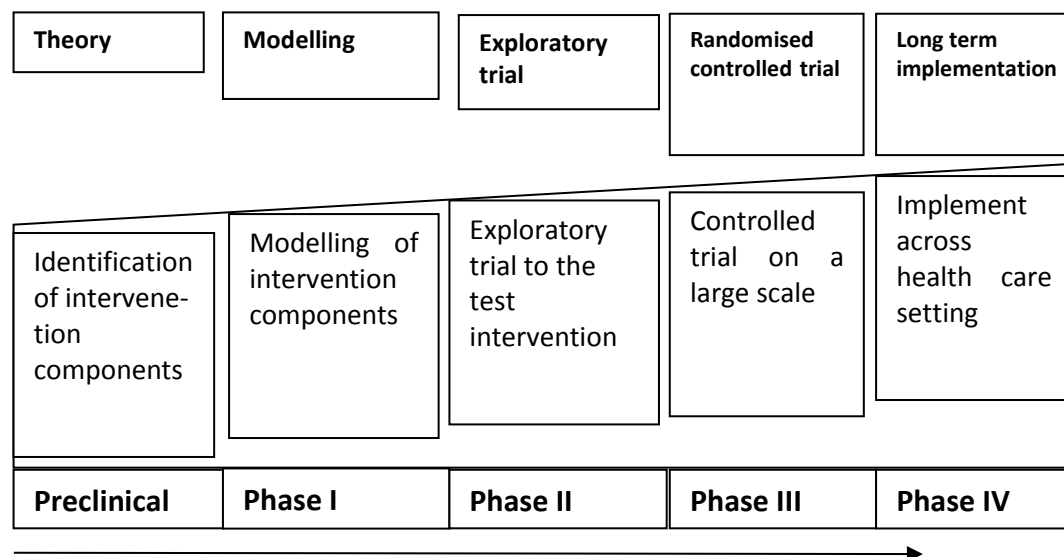 Theory
Modelling
Exploratory
trial
Randomised
controlled trial
Long term
implementation
Identification
of intervene-
tion
components
Modelling of
intervention
components
Exploratory
trial to the
test
intervention
Controlled
trial on a
large scale
Implement
across
health care
setting
Preclinical
Phase I
Phase II
Phase III
Phase IV